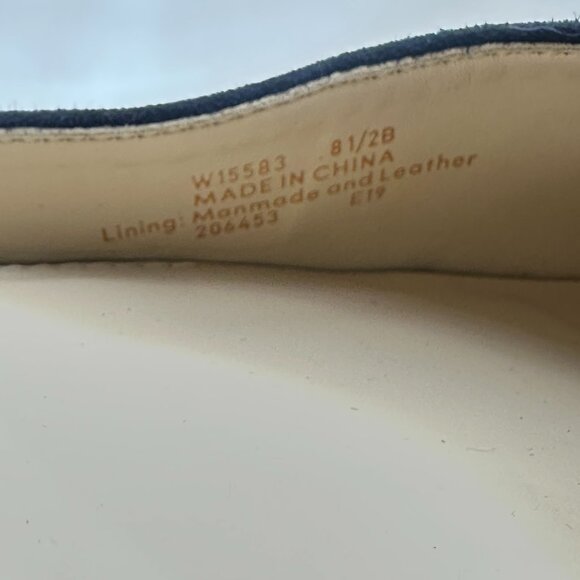 W15583 8 1/2B
MADE IN CHINA
Lining: Manmade and Leather
206453 E19